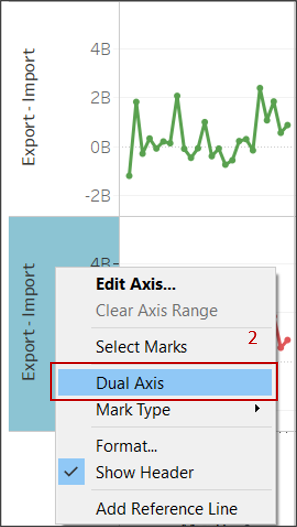 Export - Import
4B
2B
0B
-2B
Export - Import
4B
Edit Axis...
Clear Axis Range
Select Marks
2
Dual Axis
Mark Type
Format...
Show Header
Add Reference Line